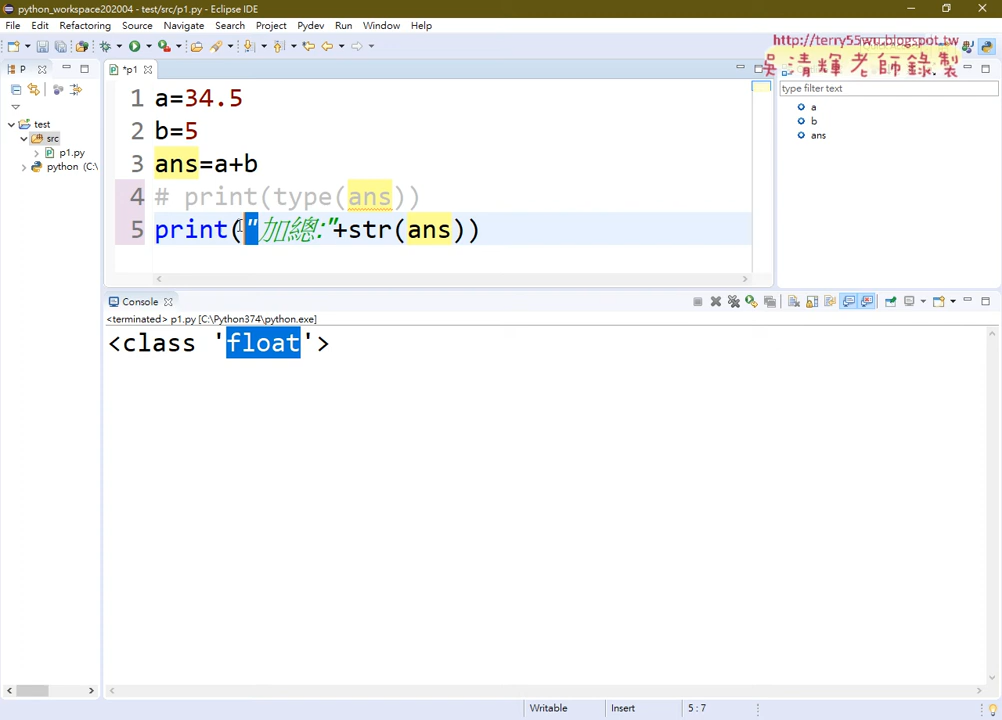 python_workspace202004 - test/src/p1.py - Eclipse IDE
File Edit Refactoring Source Navigate Search Project Pydev Run Window Help
http://terry55wu.blogspot.tw
吳清輝老師錄製
P
*p1
type filter text
test
src
p1.py
python (C:\
a
b
ans
1 a=34.5
2 b=5
3 ans=a+b
4 # print(type(ans))
5 print("加總:"+str(ans))
Console
<terminated> p1.py [C:\Python374\python.exe]
<class 'float'>
Writable Insert 5 : 7